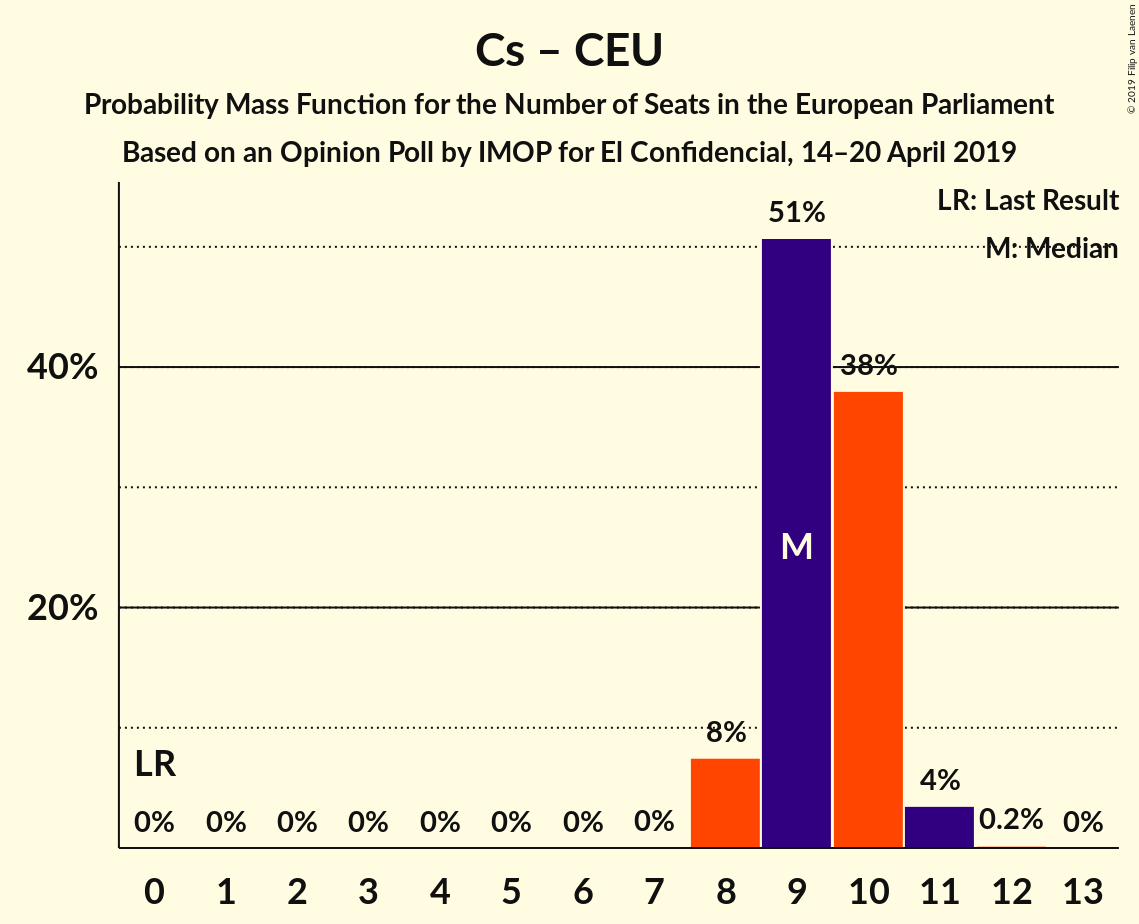 Cs – CEU
Probability Mass Function for the Number of Seats in the European Parliament
Based on an Opinion Poll by IMOP for El Confidencial, 14–20 April 2019
© 2019 Filip van Laenen
LR: Last Result
M: Median
51%
40%
38%
M
20%
8%
LR
4%
0% 0% 0% 0% 0% 0% 0% 0% 0.2% 0%
0 1 2 3 4 5 6 7 8 9 10 11 12 13